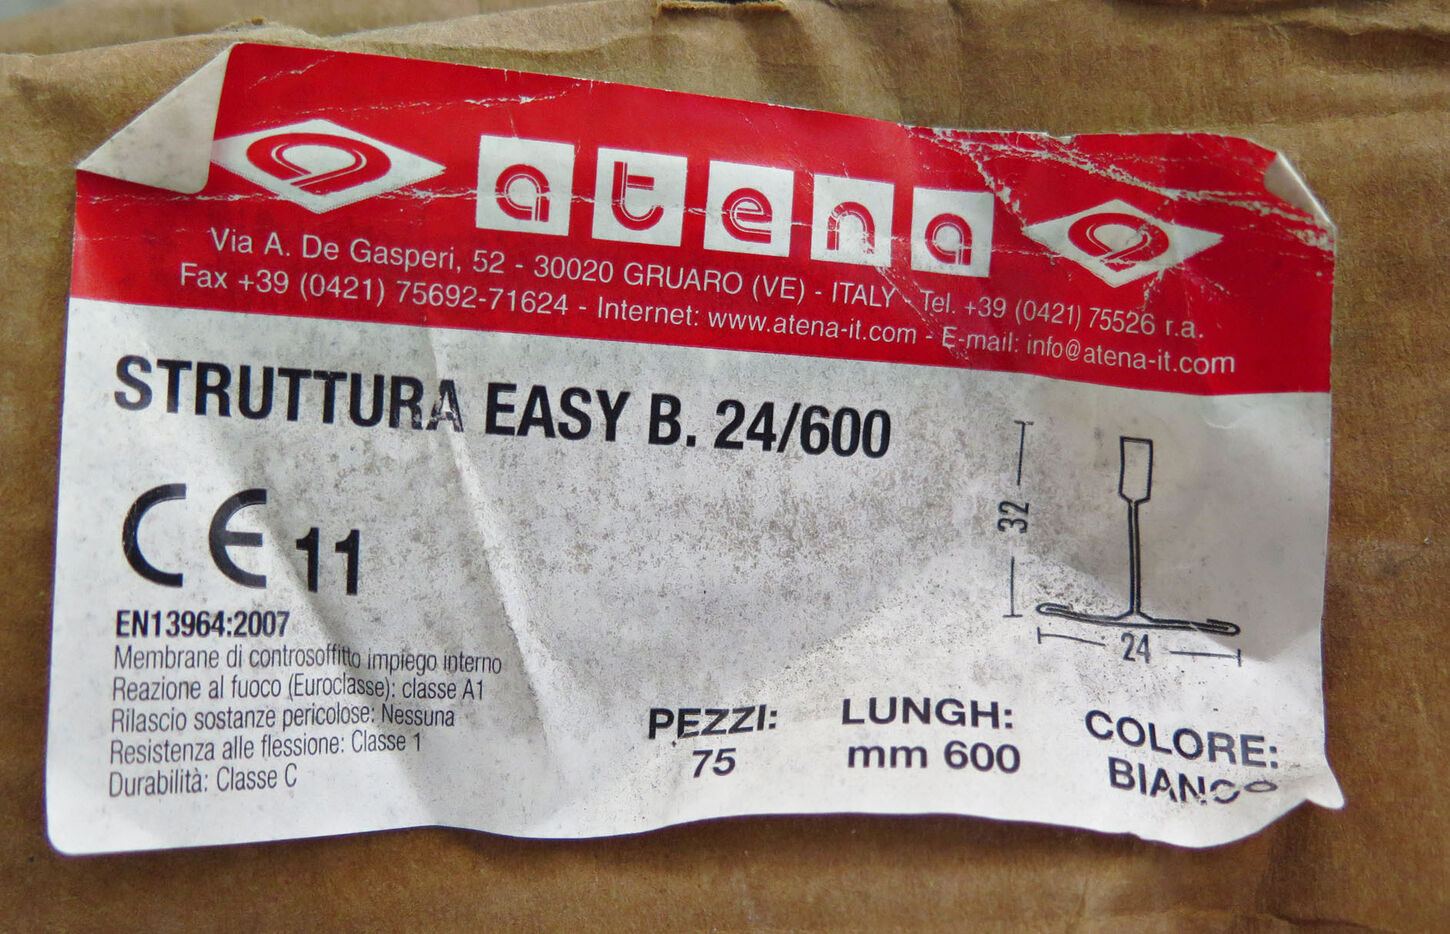 atena
Via A. De Gasperi, 52 - 30020 GRUARO (VE) - ITALY - Tel. +39 (0421) 75526 r.a.
Fax +39 (0421) 75692-71624 - Internet: www.atena-it.com - E-mail: info@atena-it.com
STRUTTURA EASY B. 24/600
CE 11
32
24
EN13964:2007
Membrane di controsoffitto impiego interno
Reazione al fuoco (Euroclasse): classe A1
Rilascio sostanze pericolose: Nessuna
Resistenza alle flessione: Classe 1
Durabilità: Classe C
PEZZI:
75
LUNGH:
mm 600
COLORE:
BIANCO